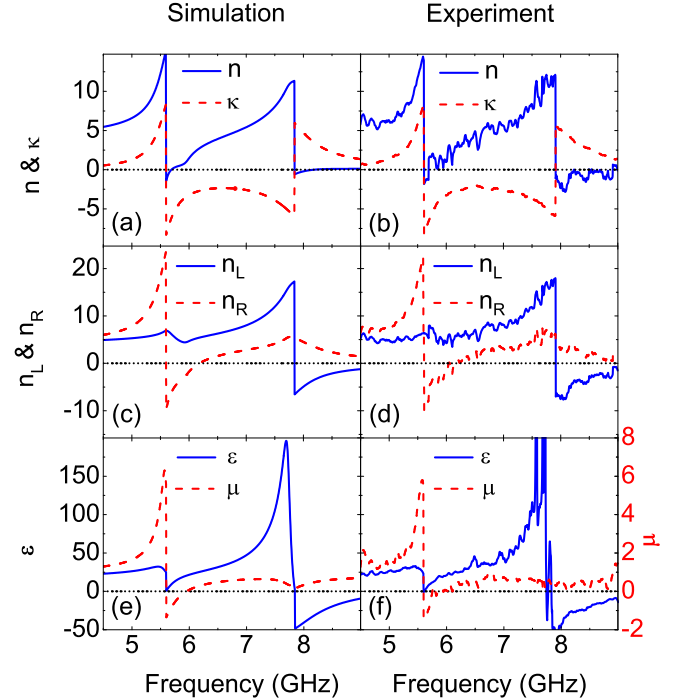 Simulation Experiment
n n
κ κ
10
5
0
-5
n & κ
(a) (b)
20
10
0
-10
n_L n_L
n_R n_R
n_L & n_R
(c) (d)
150
100
50
0
-50
ε ε
μ μ
ε
(e) (f)
8
6
4
2
0
-2
μ
5 6 7 8 5 6 7 8 9
Frequency (GHz) Frequency (GHz)